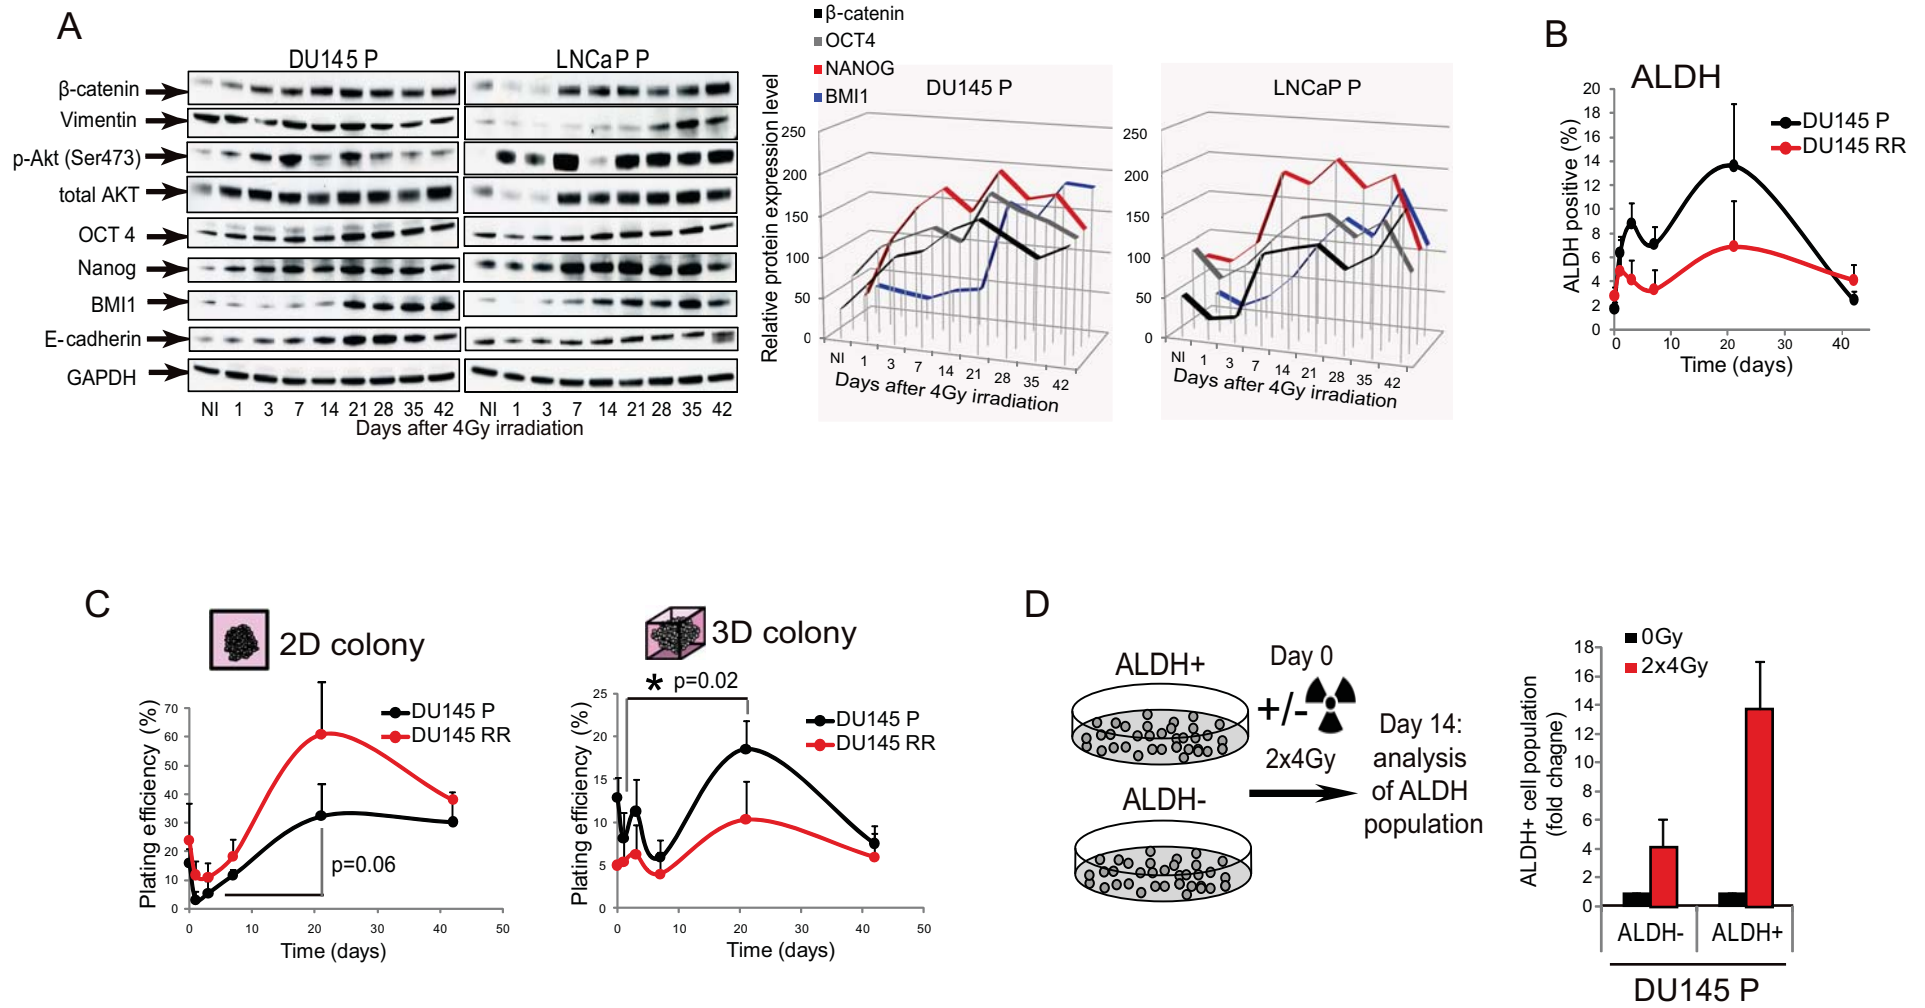 A
DU145 P
LNCaP P
β-catenin
Vimentin
p-Akt (Ser473)
total AKT
OCT 4
Nanog
BMI1
E-cadherin
GAPDH
NI 1 3 7 14 21 28 35 42
NI 1 3 7 14 21 28 35 42
Days after 4Gy irradiation
β-catenin
OCT4
NANOG
BMI1
Relative protein expression level
DU145 P
250
200
150
100
50
0
NI 1 3 7 14 21 28 35 42
Days after 4Gy irradiation
LNCaP P
250
200
150
100
50
0
NI 1 3 7 14 21 28 35 42
Days after 4Gy irradiation
B
ALDH
DU145 P
DU145 RR
ALDH positive (%)
20
18
16
14
12
10
8
6
4
2
0
0 10 20 30 40
Time (days)
C
2D colony
DU145 P
DU145 RR
Plating efficiency (%)
70
60
50
40
30
20
10
0
p=0.06
0 10 20 30 40 50
Time (days)
3D colony
* p=0.02
DU145 P
DU145 RR
Plating efficiency (%)
25
20
15
10
5
0
0 10 20 30 40 50
Time (days)
D
ALDH+
ALDH-
Day 0
+/-
2x4Gy
Day 14:
analysis
of ALDH
population
0Gy
2x4Gy
ALDH+ cell population
(fold chagne)
18
16
14
12
10
8
6
4
2
0
ALDH- ALDH+
DU145 P